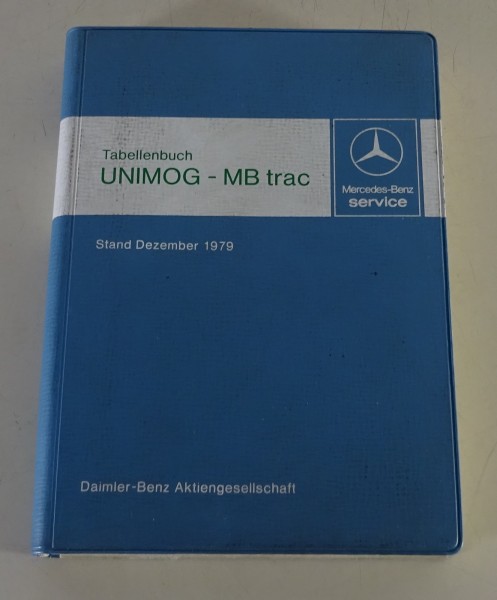 Tabellenbuch
UNIMOG - MB trac
Mercedes-Benz
service
Stand Dezember 1979
Daimler-Benz Aktiengesellschaft